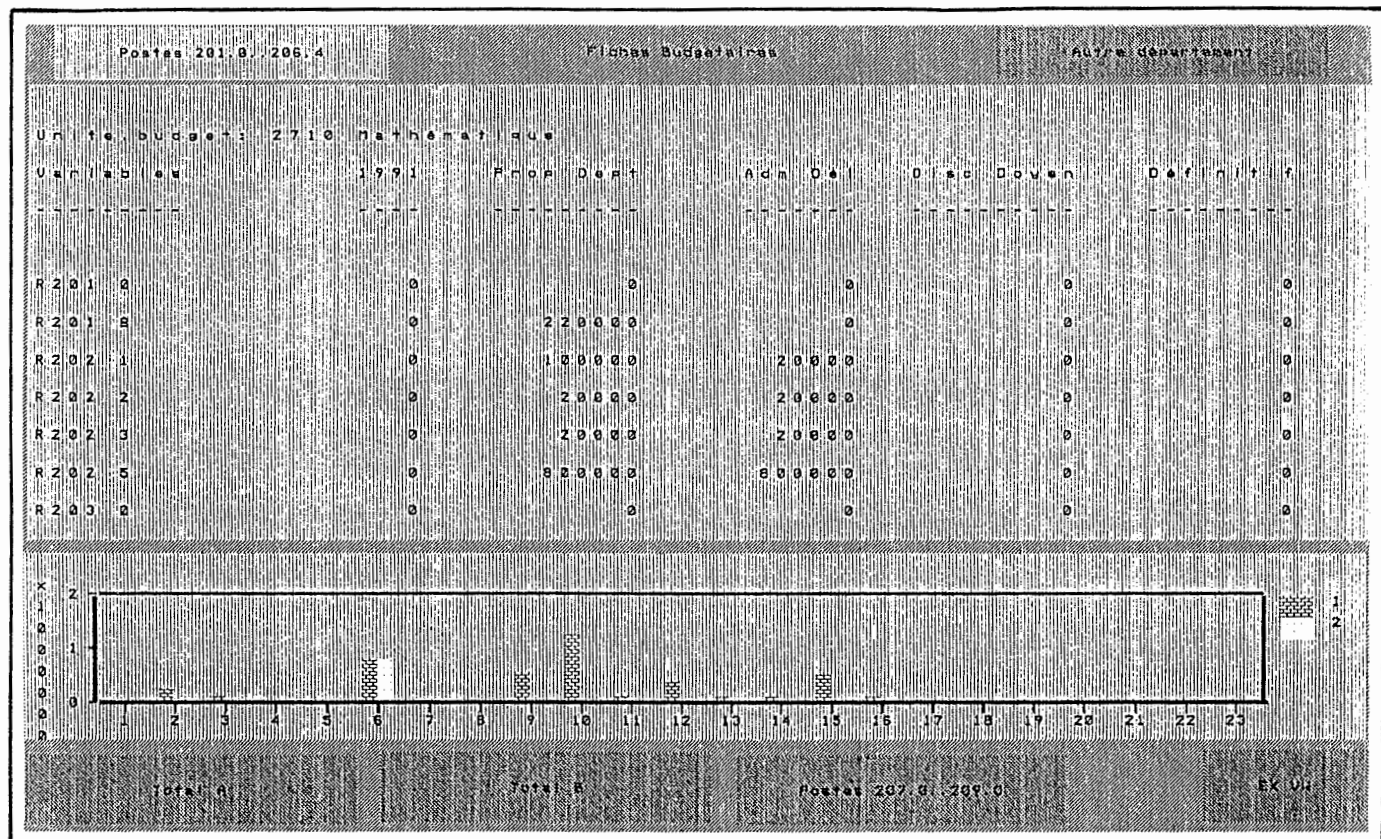 Postes 201.0..206.4 Fiches Budgetaires Autre département
Unite.budget: 2710 Mathématique
Variables 1991 Prop Dept Adm Del Disc Doyen Définitif
--------- ---- --------- ------ ---------- ---------
R201 0 0 0 0 0 0
R201 8 0 220000 0 0 0
R202 1 0 100000 20000 0 0
R202 2 0 20000 20000 0 0
R202 3 0 20000 20000 0 0
R202 5 0 800000 800000 0 0
R203 0 0 0 0 0 0
x1000000
2
1
0
1 2 3 4 5 6 7 8 9 10 11 12 13 14 15 16 17 18 19 20 21 22 23
1
2
Total A Total B Postes 207.0..209.0 EX VW